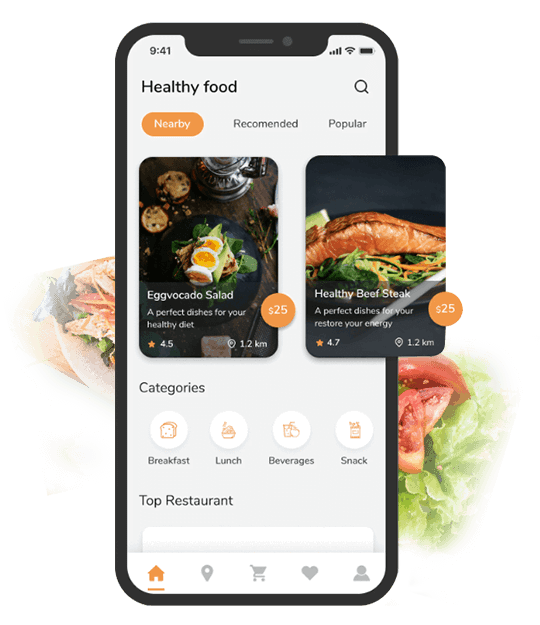 9:41
Healthy food
Nearby Recomended Popular
Eggvocado Salad
A perfect dishes for your
healthy diet
$25
4.5 1.2 km
Healthy Beef Steak
A perfect dishes for your
restore your energy
$25
4.7 1.2 km
Categories
Breakfast Lunch Beverages Snack
Top Restaurant